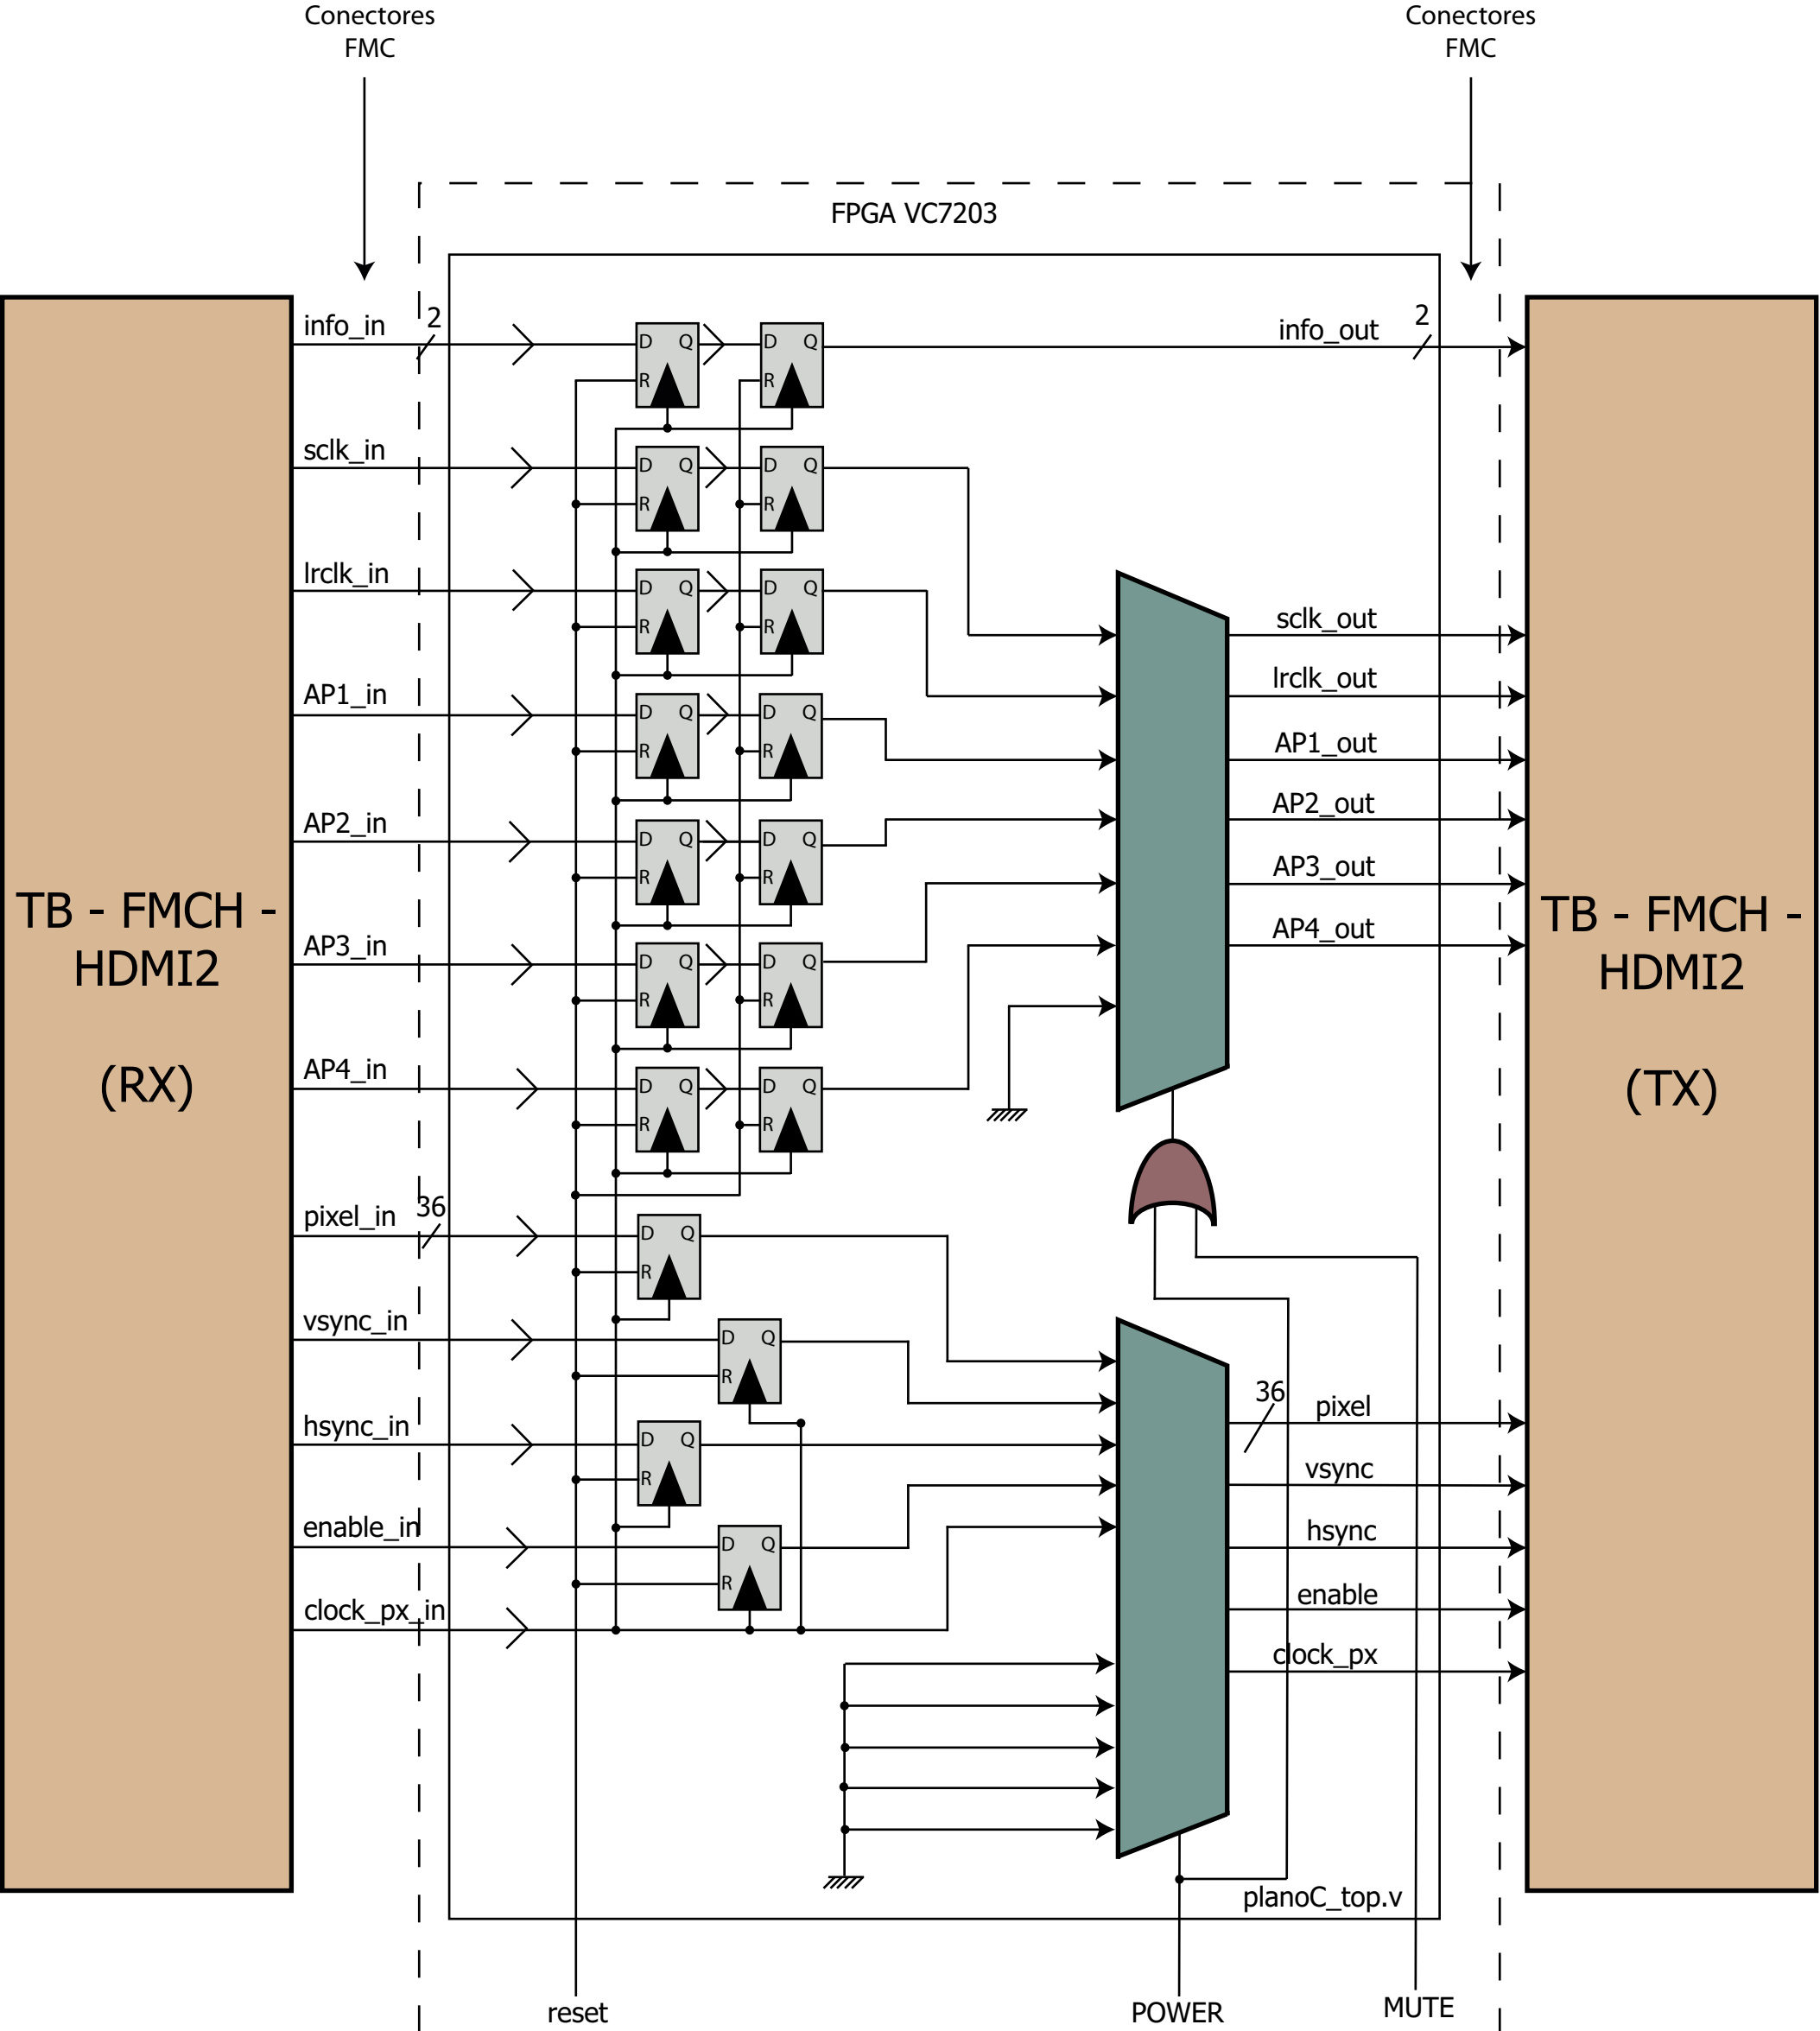 Conectores
FMC
Conectores
FMC
FPGA VC7203
info_in
2
D Q
R
D Q
R
info_out
2
sclk_in
D Q
R
D Q
R
lrclk_in
D Q
R
D Q
R
sclk_out
lrclk_out
AP1_in
D Q
R
D Q
R
AP1_out
AP2_in
D Q
R
D Q
R
AP2_out
AP3_out
AP4_out
TB - FMCH -
HDMI2
(RX)
TB - FMCH -
HDMI2
(TX)
AP3_in
D Q
R
D Q
R
AP4_in
D Q
R
D Q
R
pixel_in
36
D Q
R
vsync_in
D Q
R
36
pixel
hsync_in
D Q
R
vsync
enable_in
D Q
R
hsync
enable
clock_px_in
clock_px
planoC_top.v
reset
POWER
MUTE